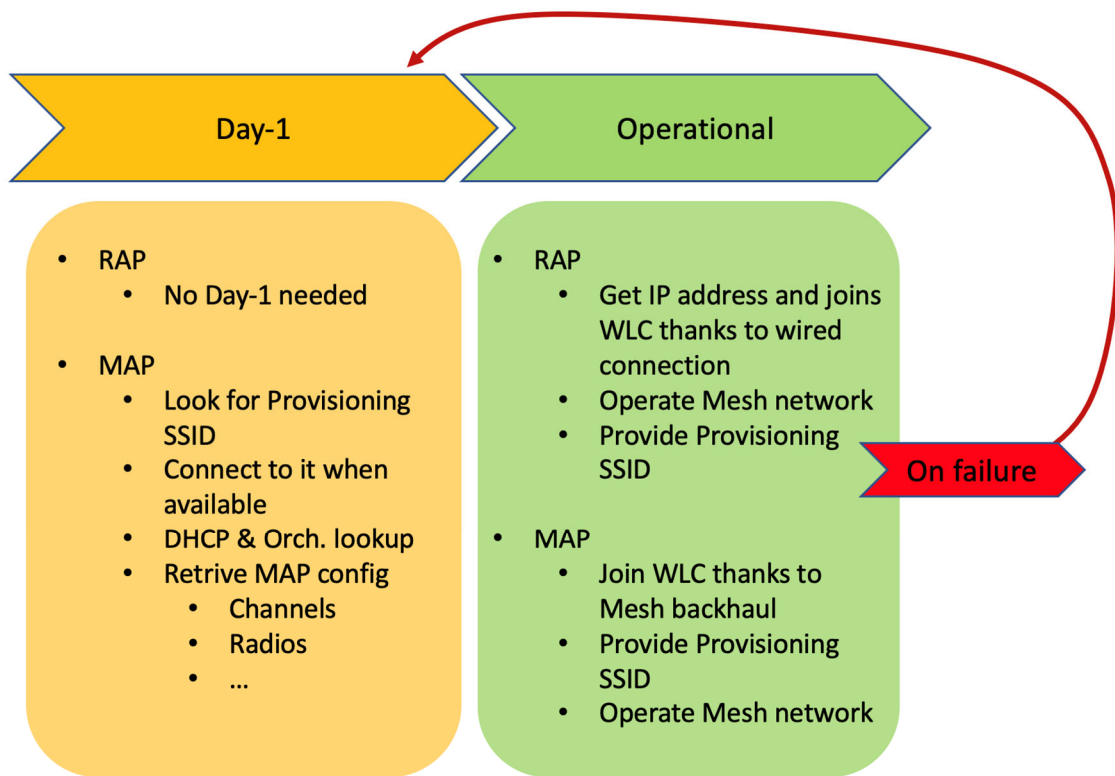 Day-1
Operational
• RAP
• No Day-1 needed
• MAP
• Look for Provisioning
SSID
• Connect to it when
available
• DHCP & Orch. lookup
• Retrive MAP config
• Channels
• Radios
• ...
• RAP
• Get IP address and joins
WLC thanks to wired
connection
• Operate Mesh network
• Provide Provisioning
SSID
• MAP
• Join WLC thanks to
Mesh backhaul
• Provide Provisioning
SSID
• Operate Mesh network
On failure